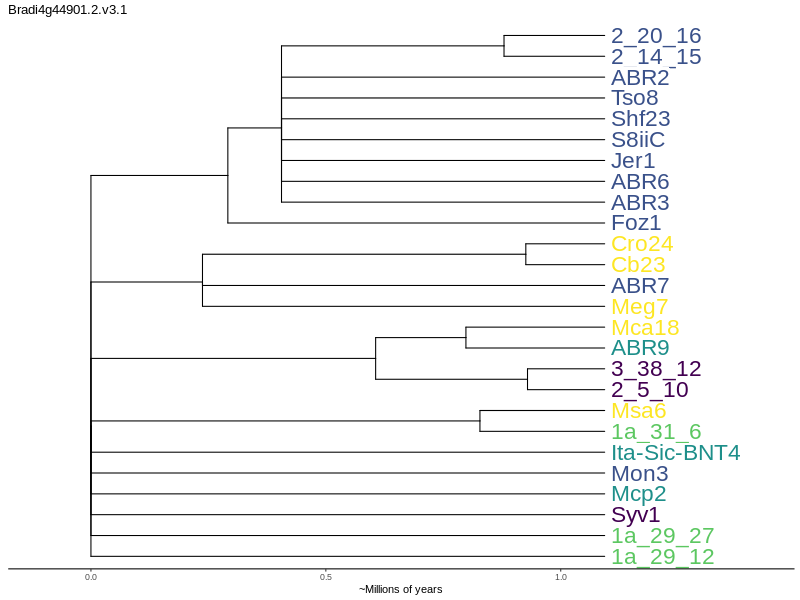 Bradi4g44901.2.v3.1
2_20_16
2_14_15
ABR2
Tso8
Shf23
S8iiC
Jer1
ABR6
ABR3
Foz1
Cro24
Cb23
ABR7
Meg7
Mca18
ABR9
3_38_12
2_5_10
Msa6
1a_31_6
Ita-Sic-BNT4
Mon3
Mcp2
Syv1
1a_29_27
1a_29_12
0.0 0.5 1.0
~Millions of years